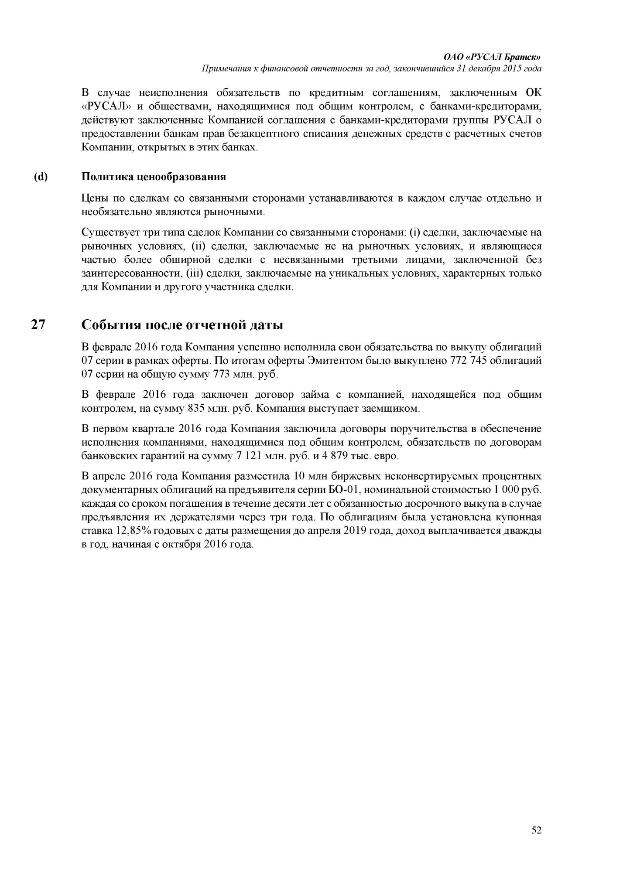 ОАО «РУСАЛ Братск»
Примечания к финансовой отчетности за год, закончившийся 31 декабря 2015 года
В случае неисполнения обязательств по кредитным соглашениям, заключенным ОК
«РУСАЛ» и обществами, находящимися под общим контролем, с банками-кредиторами,
действуют заключенные Компанией соглашения с банками-кредиторами группы РУСАЛ о
предоставлении банкам прав безакцептного списания денежных средств с расчетных счетов
Компании, открытых в этих банках.
(d) Политика ценообразования
Цены по сделкам со связанными сторонами устанавливаются в каждом случае отдельно и
необязательно являются рыночными.
Существует три типа сделок Компании со связанными сторонами: (i) сделки, заключаемые на
рыночных условиях, (ii) сделки, заключаемые не на рыночных условиях, и являющиеся
частью более обширной сделки с несвязанными третьими лицами, заключенной без
заинтересованности, (iii) сделки, заключаемые на уникальных условиях, характерных только
для Компании и другого участника сделки.
27 События после отчетной даты
В феврале 2016 года Компания успешно исполнила свои обязательства по выкупу облигаций
07 серии в рамках оферты. По итогам оферты Эмитентом было выкуплено 772 745 облигаций
07 серии на общую сумму 773 млн. руб.
В феврале 2016 года заключен договор займа с компанией, находящейся под общим
контролем, на сумму 835 млн. руб. Компания выступает заемщиком.
В первом квартале 2016 года Компания заключила договоры поручительства в обеспечение
исполнения компаниями, находящимися под общим контролем, обязательств по договорам
банковских гарантий на сумму 7 121 млн. руб. и 4 879 тыс. евро.
В апреле 2016 года Компания разместила 10 млн биржевых неконвертируемых процентных
документарных облигаций на предъявителя серии БО-01, номинальной стоимостью 1 000 руб.
каждая со сроком погашения в течение десяти лет с обязанностью досрочного выкупа в случае
предъявления их держателями через три года. По облигациям была установлена купонная
ставка 12,85% годовых с даты размещения до апреля 2019 года, доход выплачивается дважды
в год, начиная с октября 2016 года.
52